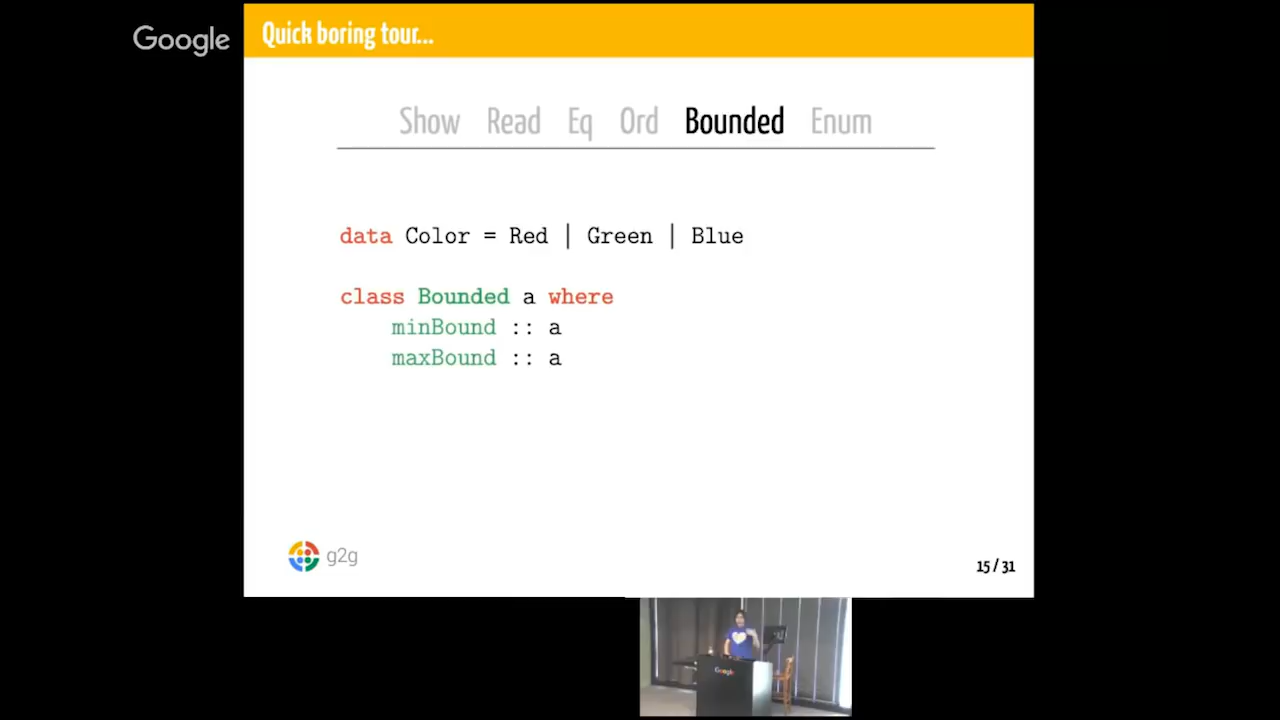 Google
Quick boring tour...
Show Read Eq Ord Bounded Enum
data Color = Red | Green | Blue
class Bounded a where
minBound :: a
maxBound :: a
g2g
15 / 31
Google